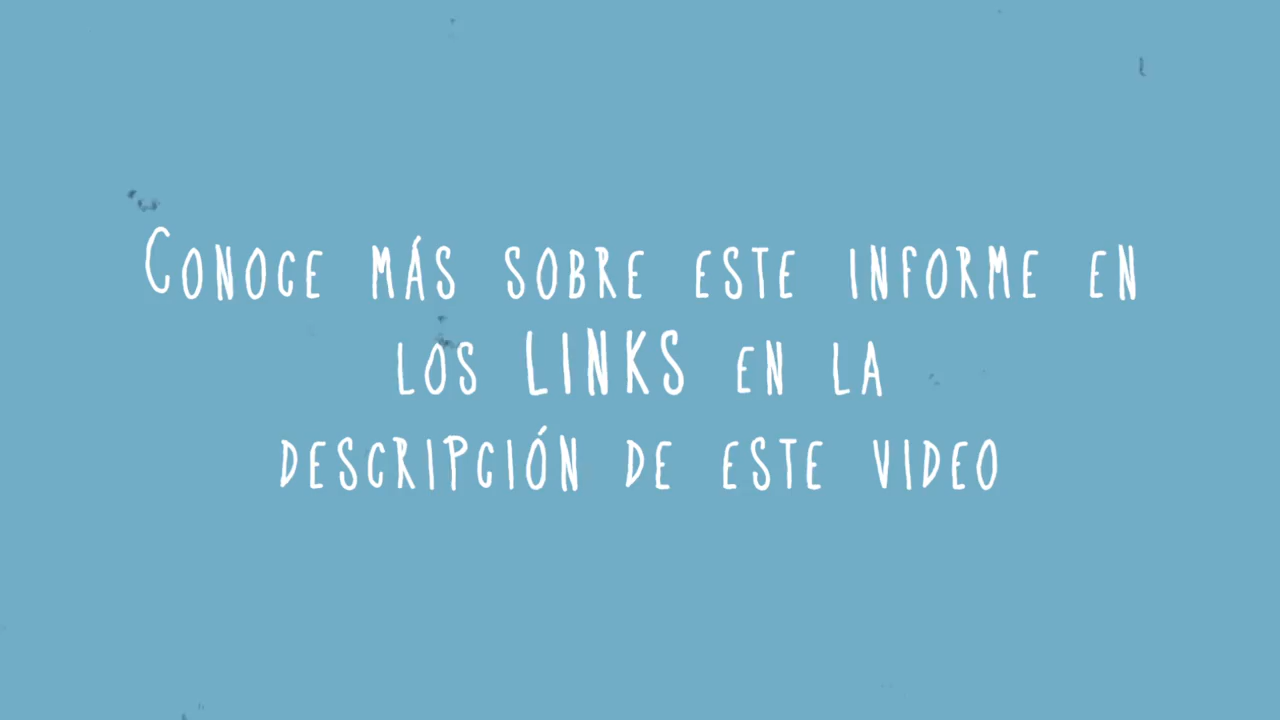 Conoce más sobre este informe en
los LINKS en la
descripción de este video